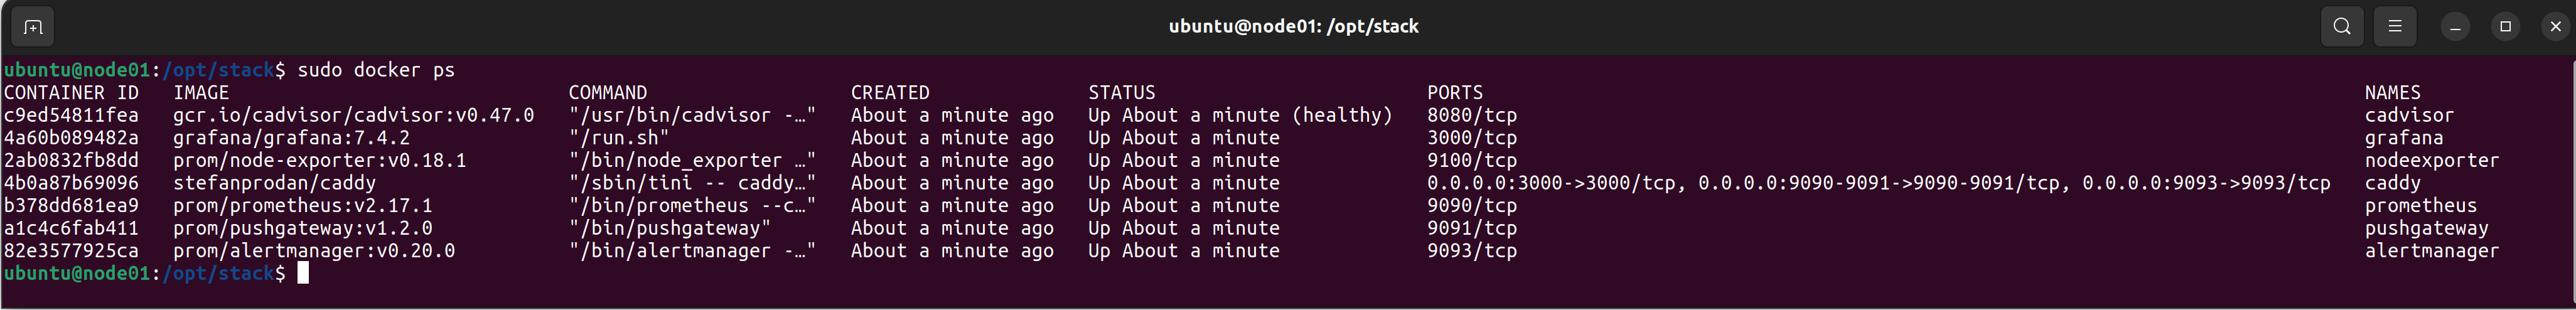 ubuntu@node01: /opt/stack
ubuntu@node01:/opt/stack$ sudo docker ps
CONTAINER ID   IMAGE                             COMMAND                  CREATED              STATUS                        PORTS                                                                              NAMES
c9ed54811fea   gcr.io/cadvisor/cadvisor:v0.47.0   "/usr/bin/cadvisor -…"   About a minute ago   Up About a minute (healthy)   8080/tcp                                                                           cadvisor
4a60b089482a   grafana/grafana:7.4.2              "/run.sh"                About a minute ago   Up About a minute             3000/tcp                                                                           grafana
2ab0832fb8dd   prom/node-exporter:v0.18.1         "/bin/node_exporter …"   About a minute ago   Up About a minute             9100/tcp                                                                           nodeexporter
4b0a87b69096   stefanprodan/caddy                 "/sbin/tini -- caddy…"   About a minute ago   Up About a minute             0.0.0.0:3000->3000/tcp, 0.0.0.0:9090-9091->9090-9091/tcp, 0.0.0.0:9093->9093/tcp   caddy
b378dd681ea9   prom/prometheus:v2.17.1            "/bin/prometheus --c…"   About a minute ago   Up About a minute             9090/tcp                                                                           prometheus
a1c4c6fab411   prom/pushgateway:v1.2.0            "/bin/pushgateway"       About a minute ago   Up About a minute             9091/tcp                                                                           pushgateway
82e3577925ca   prom/alertmanager:v0.20.0          "/bin/alertmanager -…"   About a minute ago   Up About a minute             9093/tcp                                                                           alertmanager
ubuntu@node01:/opt/stack$